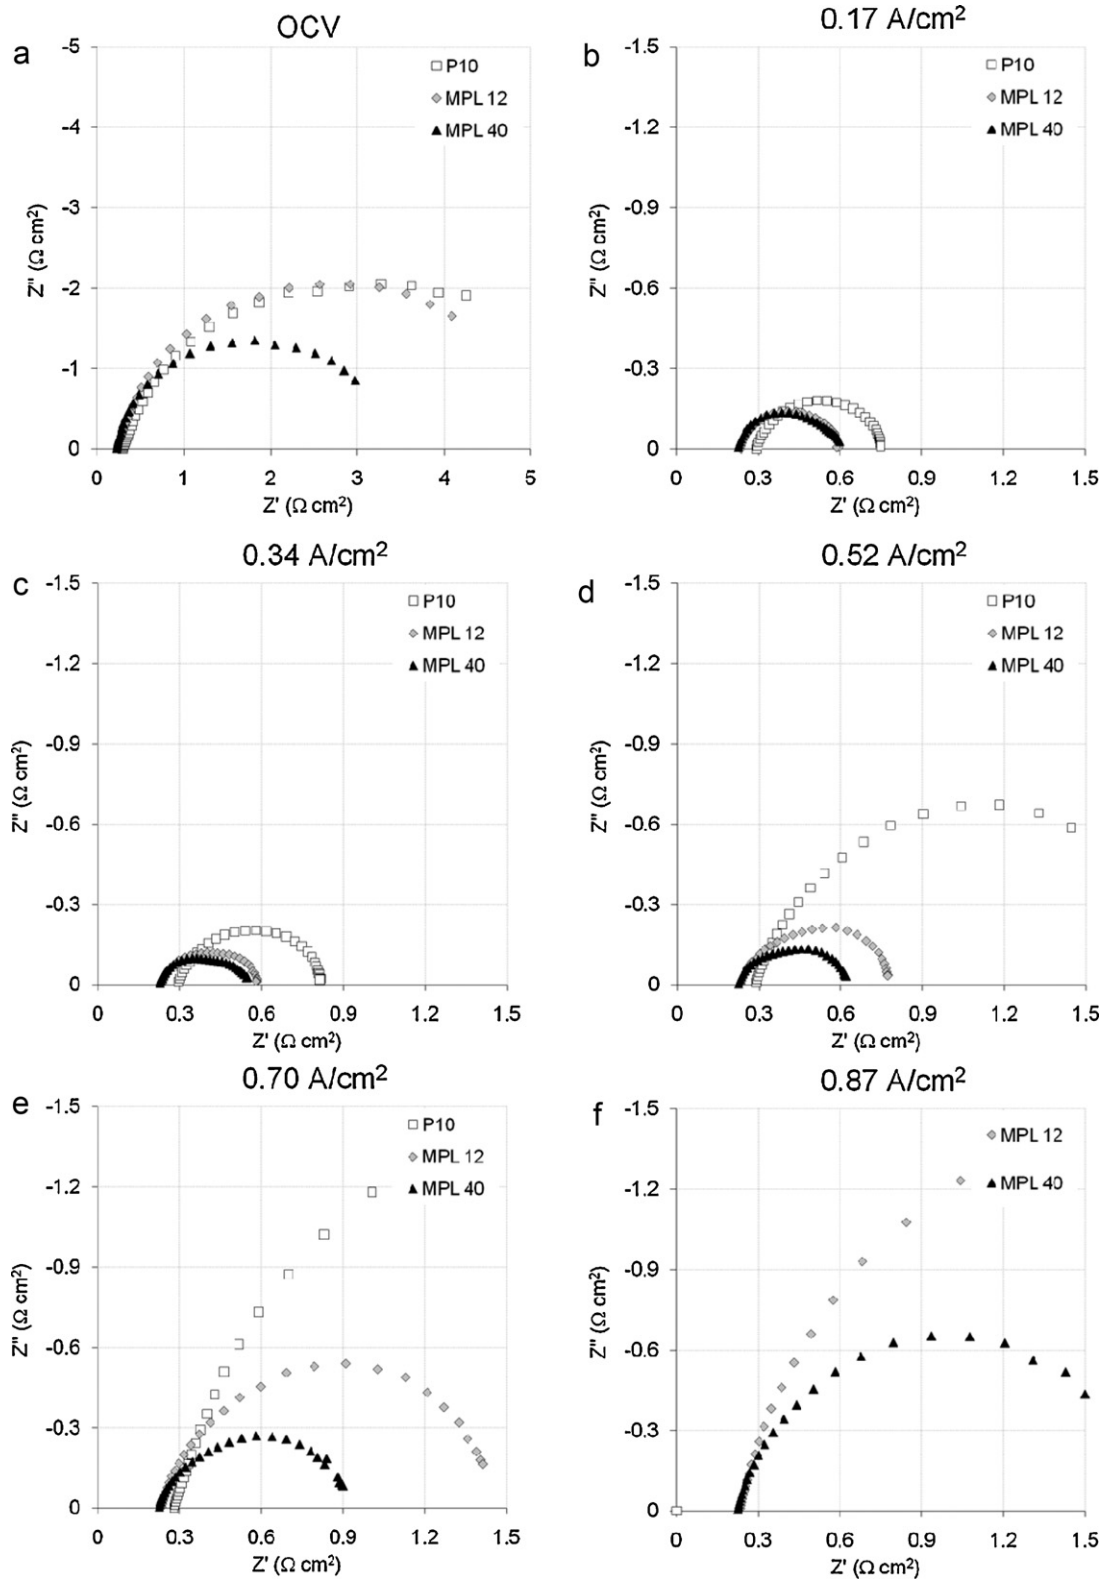 a
OCV
-5
-4
-3
-2
-1
0
0 1 2 3 4 5
Z" (Ω cm²)
Z' (Ω cm²)
P10
MPL 12
MPL 40
b
0.17 A/cm²
-1.5
-1.2
-0.9
-0.6
-0.3
0
0 0.3 0.6 0.9 1.2 1.5
Z" (Ω cm²)
Z' (Ω cm²)
P10
MPL 12
MPL 40
c
0.34 A/cm²
-1.5
-1.2
-0.9
-0.6
-0.3
0
0 0.3 0.6 0.9 1.2 1.5
Z" (Ω cm²)
Z' (Ω cm²)
P10
MPL 12
MPL 40
d
0.52 A/cm²
-1.5
-1.2
-0.9
-0.6
-0.3
0
0 0.3 0.6 0.9 1.2 1.5
Z" (Ω cm²)
Z' (Ω cm²)
P10
MPL 12
MPL 40
e
0.70 A/cm²
-1.5
-1.2
-0.9
-0.6
-0.3
0
0 0.3 0.6 0.9 1.2 1.5
Z" (Ω cm²)
Z' (Ω cm²)
P10
MPL 12
MPL 40
f
0.87 A/cm²
-1.5
-1.2
-0.9
-0.6
-0.3
0
0 0.3 0.6 0.9 1.2 1.5
Z" (Ω cm²)
Z' (Ω cm²)
MPL 12
MPL 40